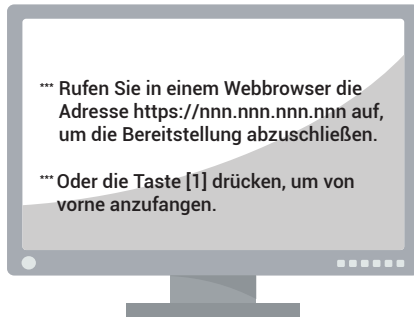 *** Rufen Sie in einem Webbrowser die
Adresse https://nnn.nnn.nnn.nnn auf,
um die Bereitstellung abzuschließen.
*** Oder die Taste [1] drücken, um von
vorne anzufangen.